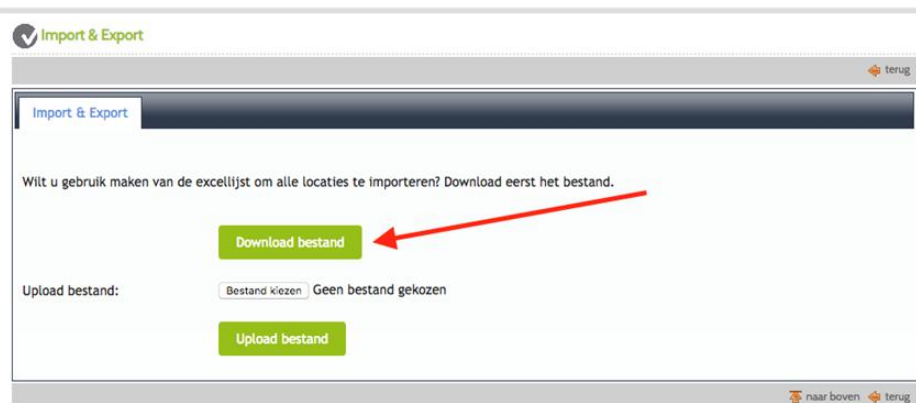 Import & Export
terug
Import & Export
Wilt u gebruik maken van de excellijst om alle locaties te importeren? Download eerst het bestand.
Download bestand
Upload bestand: Bestand kiezen Geen bestand gekozen
Upload bestand
naar boven terug